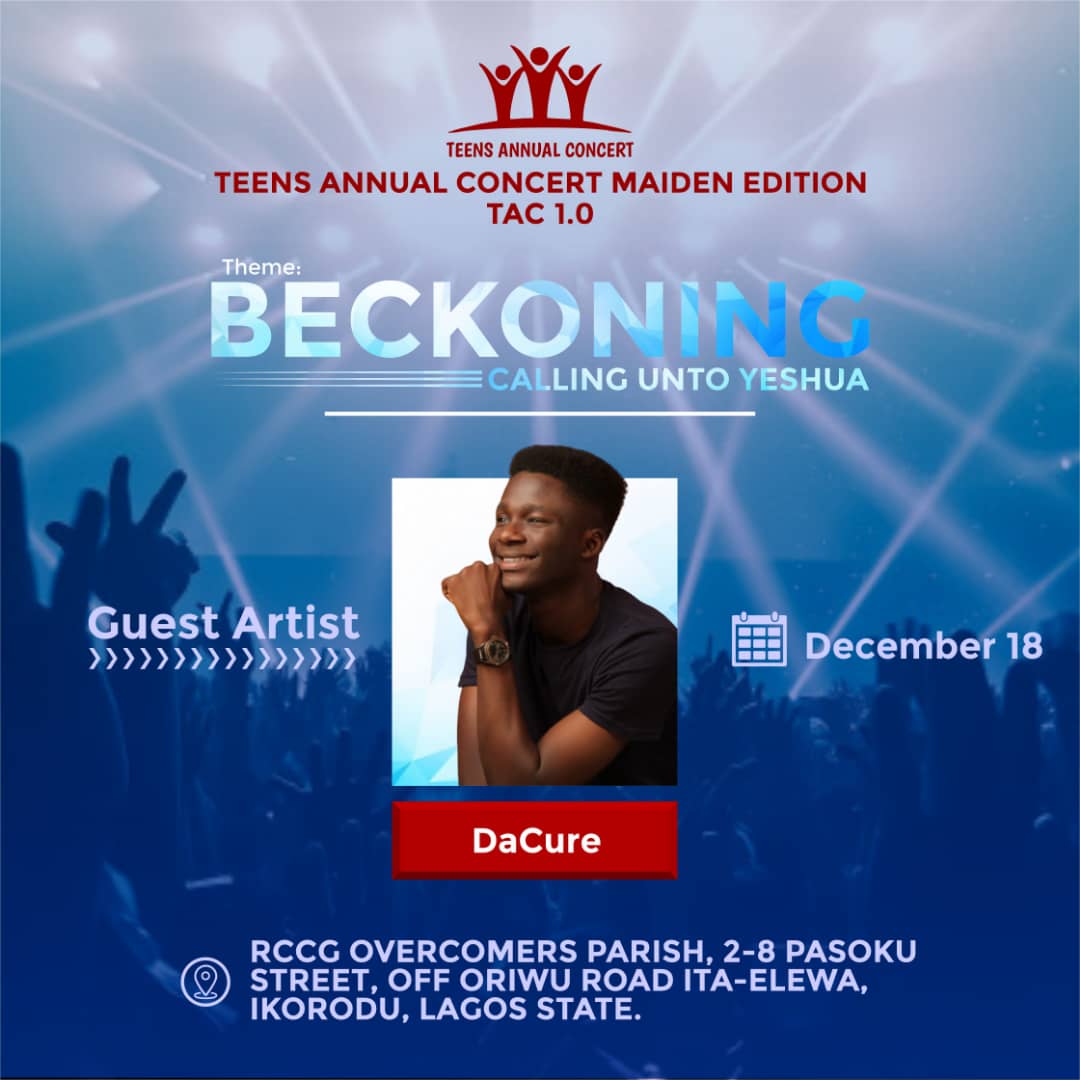 TEENS ANNUAL CONCERT
TEENS ANNUAL CONCERT MAIDEN EDITION
TAC 1.0
Theme:
BECKONING
CALLING UNTO YESHUA
Guest Artist
December 18
DaCure
RCCG OVERCOMERS PARISH, 2-8 PASOKU
STREET, OFF ORIWU ROAD ITA-ELEWA,
IKORODU, LAGOS STATE.